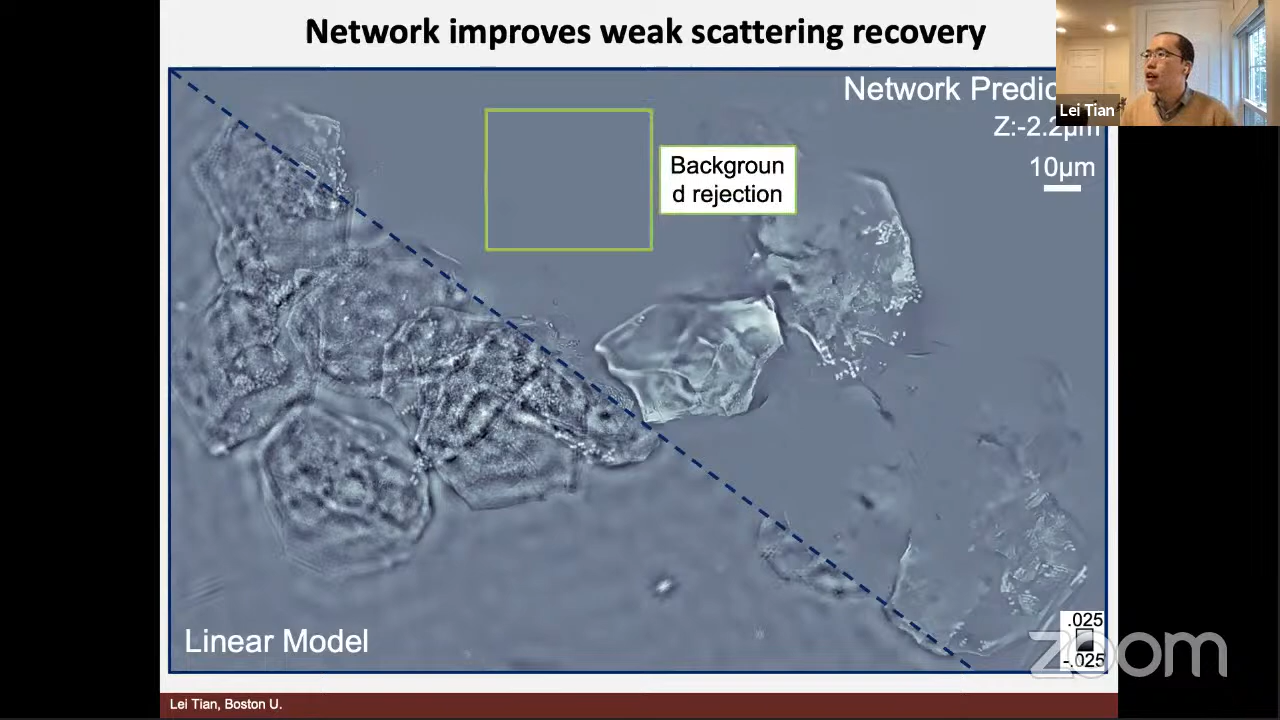 Network improves weak scattering recovery
Network Predic
Lei Tian
Z:-2.2µm
10µm
Backgroun
d rejection
Linear Model
.025
-.025
zoom
Lei Tian, Boston U.